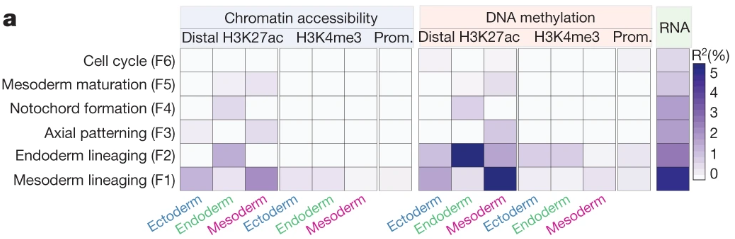 a
Chromatin accessibility
DNA methylation
RNA
Distal H3K27ac H3K4me3 Prom.
Distal H3K27ac H3K4me3 Prom.
R²(%)
Cell cycle (F6)
Mesoderm maturation (F5)
Notochord formation (F4)
Axial patterning (F3)
Endoderm lineaging (F2)
Mesoderm lineaging (F1)
5
4
3
2
1
0
Ectoderm
Endoderm
Mesoderm
Ectoderm
Endoderm
Mesoderm
Ectoderm
Endoderm
Mesoderm
Ectoderm
Endoderm
Mesoderm